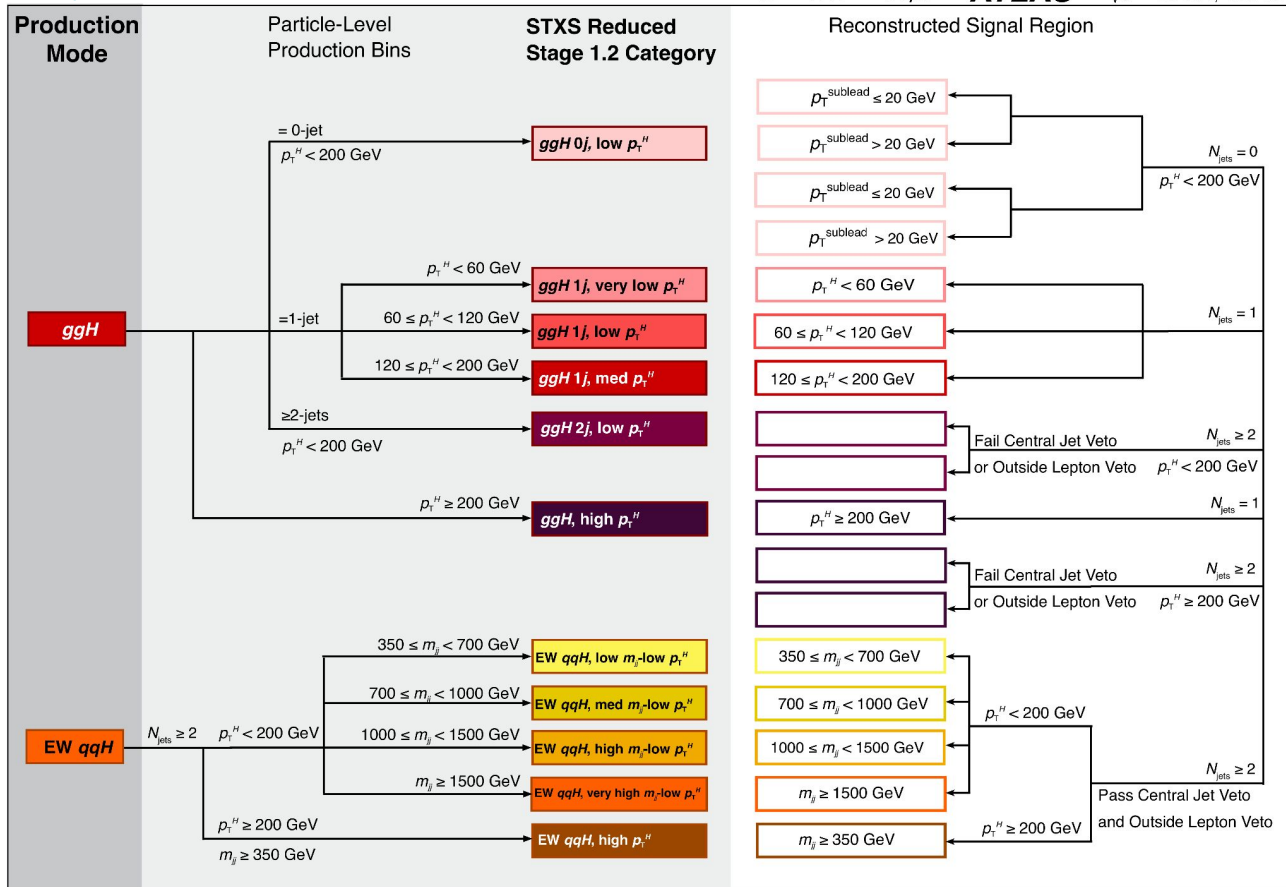 Production
Mode
Particle-Level
Production Bins
STXS Reduced
Stage 1.2 Category
Reconstructed Signal Region
ggH
= 0-jet
p_T^H < 200 GeV
ggH 0j, low p_T^H
=1-jet
p_T^H < 60 GeV
ggH 1j, very low p_T^H
60 ≤ p_T^H < 120 GeV
ggH 1j, low p_T^H
120 ≤ p_T^H < 200 GeV
ggH 1j, med p_T^H
≥2-jets
p_T^H < 200 GeV
ggH 2j, low p_T^H
p_T^H ≥ 200 GeV
ggH, high p_T^H
EW qqH
N_jets ≥ 2
p_T^H < 200 GeV
350 ≤ m_jj < 700 GeV
EW qqH, low m_jj-low p_T^H
700 ≤ m_jj < 1000 GeV
EW qqH, med m_jj-low p_T^H
1000 ≤ m_jj < 1500 GeV
EW qqH, high m_jj-low p_T^H
m_jj ≥ 1500 GeV
EW qqH, very high m_jj-low p_T^H
p_T^H ≥ 200 GeV
m_jj ≥ 350 GeV
EW qqH, high p_T^H
p_T^sublead ≤ 20 GeV
p_T^sublead > 20 GeV
p_T^sublead ≤ 20 GeV
p_T^sublead > 20 GeV
N_jets = 0
p_T^H < 200 GeV
p_T^H < 60 GeV
60 ≤ p_T^H < 120 GeV
120 ≤ p_T^H < 200 GeV
N_jets = 1
Fail Central Jet Veto
or Outside Lepton Veto
N_jets ≥ 2
p_T^H < 200 GeV
p_T^H ≥ 200 GeV
N_jets = 1
Fail Central Jet Veto
or Outside Lepton Veto
N_jets ≥ 2
p_T^H ≥ 200 GeV
350 ≤ m_jj < 700 GeV
700 ≤ m_jj < 1000 GeV
1000 ≤ m_jj < 1500 GeV
m_jj ≥ 1500 GeV
m_jj ≥ 350 GeV
p_T^H < 200 GeV
p_T^H ≥ 200 GeV
N_jets ≥ 2
Pass Central Jet Veto
and Outside Lepton Veto